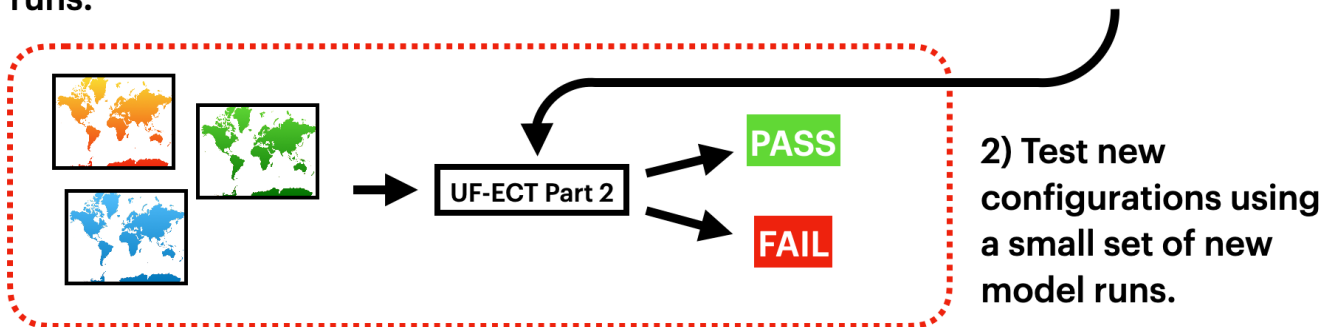 runs.
PASS
UF-ECT Part 2
FAIL
2) Test new
configurations using
a small set of new
model runs.